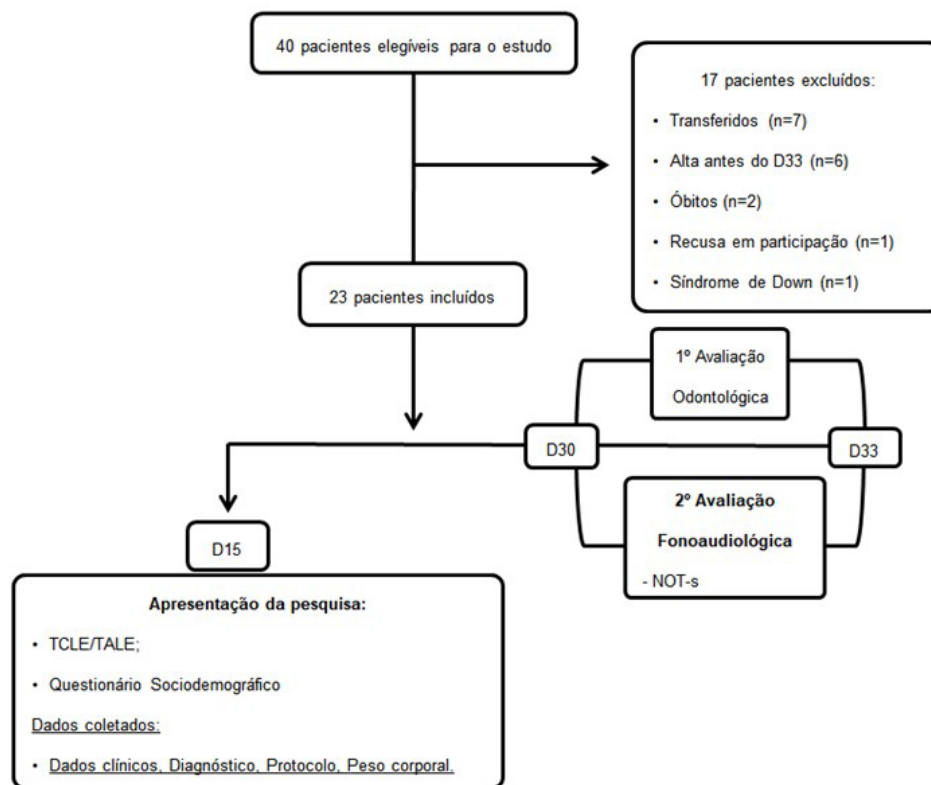 40 pacientes elegíveis para o estudo
17 pacientes excluídos:
• Transferidos (n=7)
• Alta antes do D33 (n=6)
• Óbitos (n=2)
• Recusa em participação (n=1)
• Síndrome de Down (n=1)
23 pacientes incluídos
1º Avaliação
Odontológica
D30
D33
2º Avaliação
Fonoaudiológica
- NOT-s
D15
Apresentação da pesquisa:
• TCLE/TALE;
• Questionário Sociodemográfico
Dados coletados:
• Dados clínicos, Diagnóstico, Protocolo, Peso corporal.